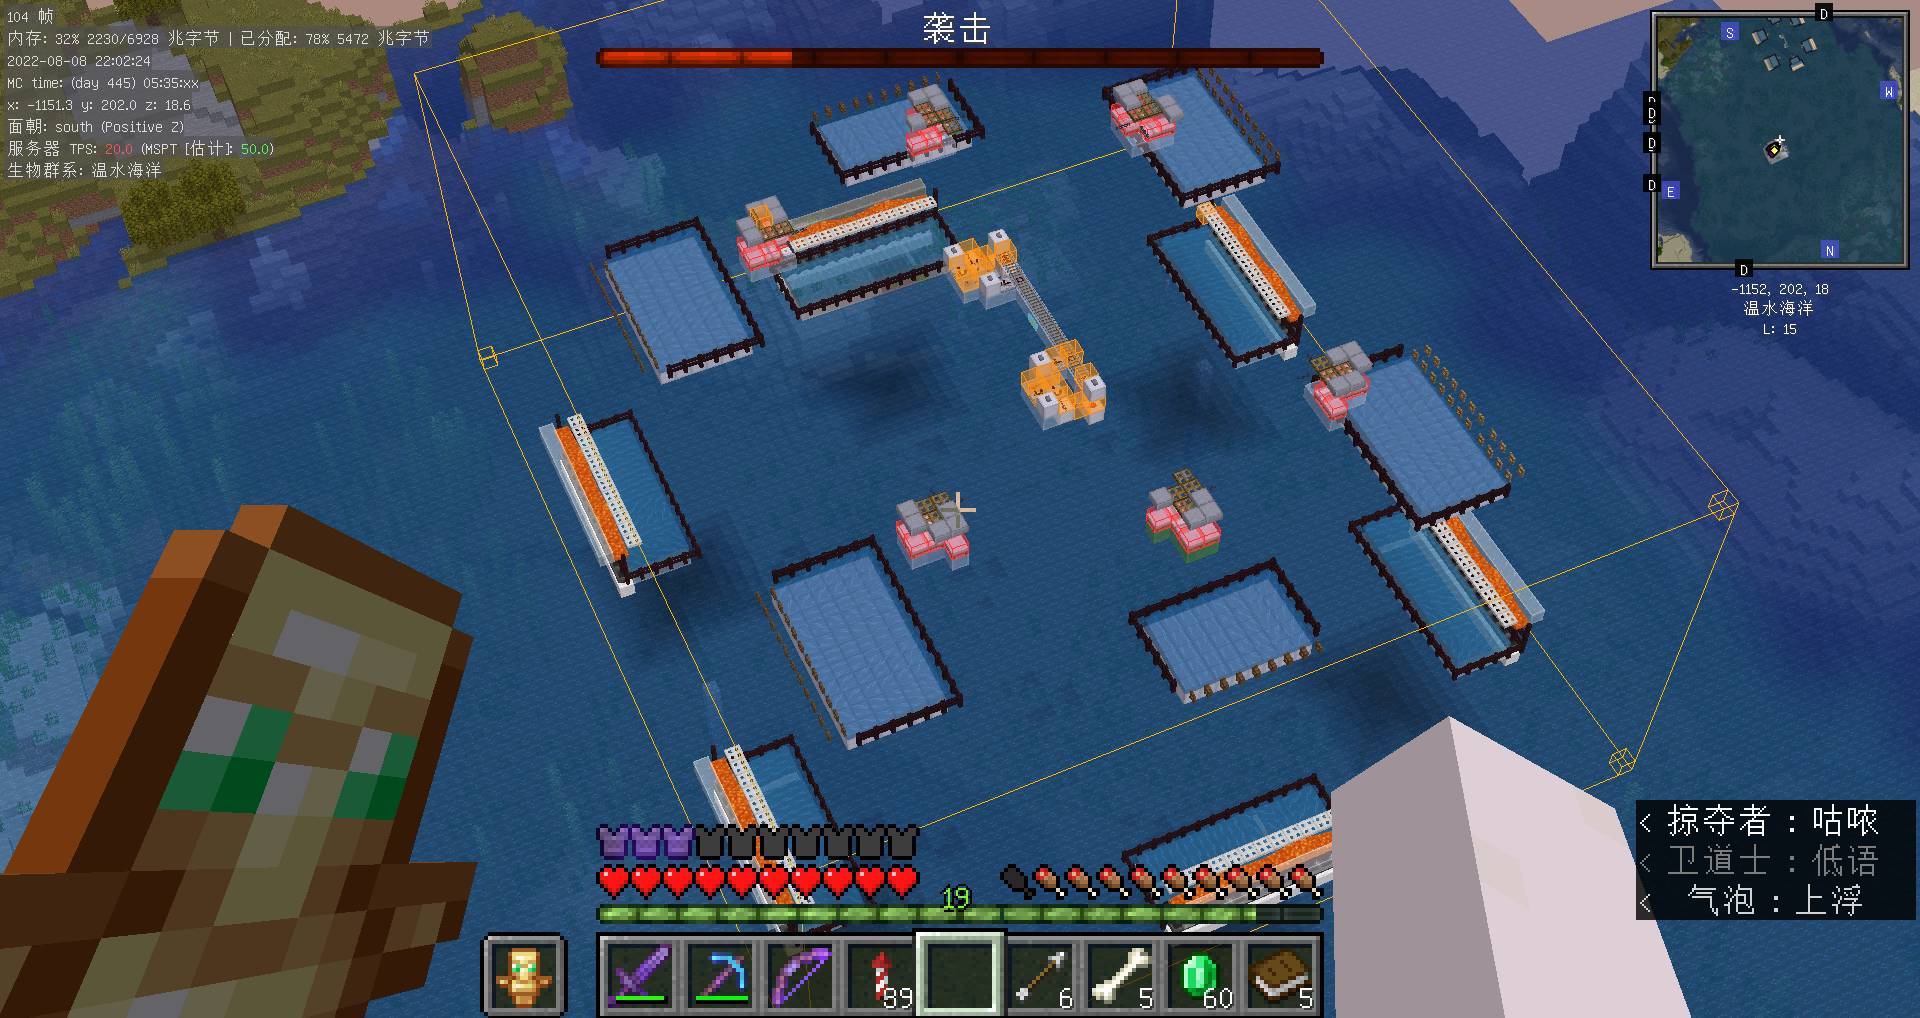 104 帧
内存: 32% 2230/6928 兆字节 | 已分配: 78% 5472 兆字节
2022-08-08 22:02:24
MC time: (day 445) 05:35:xx
x: -1151.3 y: 202.0 z: 18.6
面朝: south (Positive Z)
服务器 TPS: 20.0 (MSPT [估计]: 50.0)
生物群系: 温水海洋
袭击
D
S
W
D
D
D
D
E
N
D
-1152, 202, 18
温水海洋
L: 15
< 掠夺者 : 咕哝
< 卫道士 : 低语
< 气泡 : 上浮
19
89
6
5
60
5